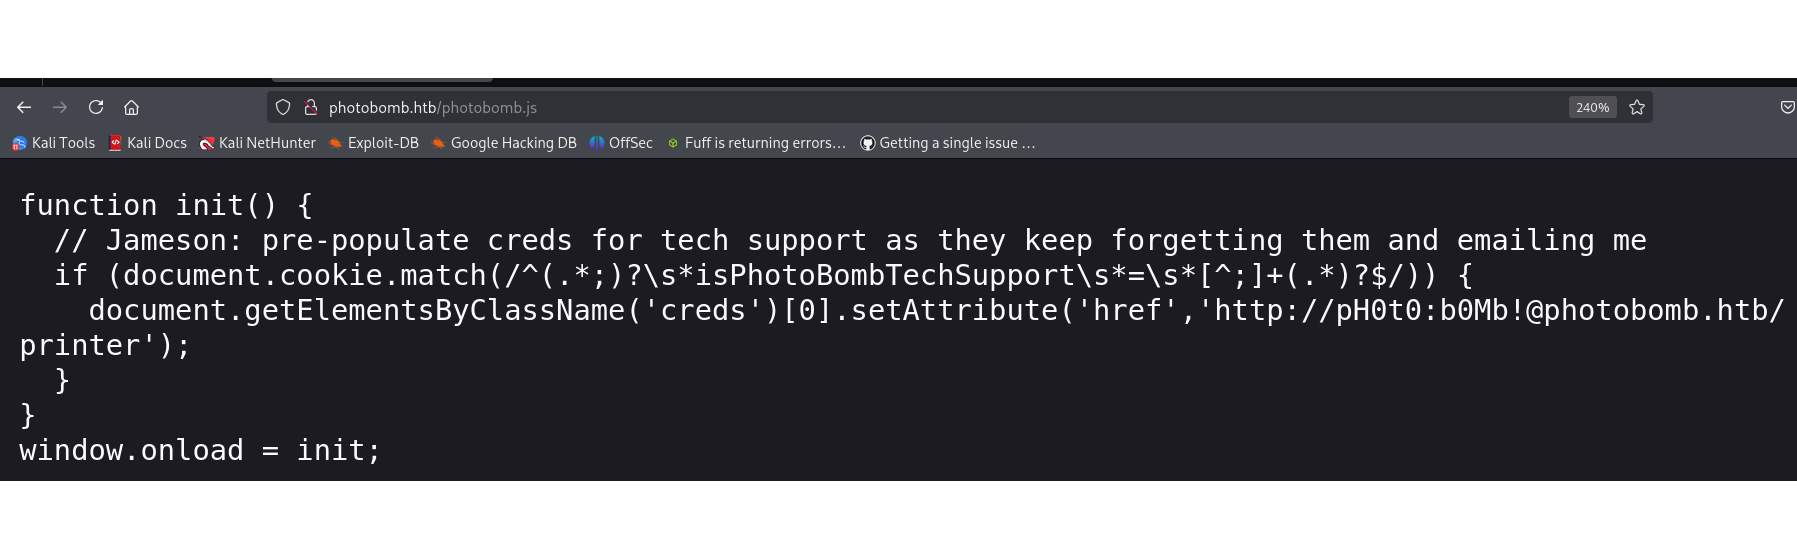 photobomb.htb/photobomb.js 240%
Kali Tools Kali Docs Kali NetHunter Exploit-DB Google Hacking DB OffSec Fuff is returning errors… Getting a single issue …
function init() {
  // Jameson: pre-populate creds for tech support as they keep forgetting them and emailing me
  if (document.cookie.match(/^(.*;)?\s*isPhotoBombTechSupport\s*=\s*[^;]+(.*)?$/)) {
    document.getElementsByClassName('creds')[0].setAttribute('href','http://pH0t0:b0Mb!@photobomb.htb/
printer');
  }
}
window.onload = init;